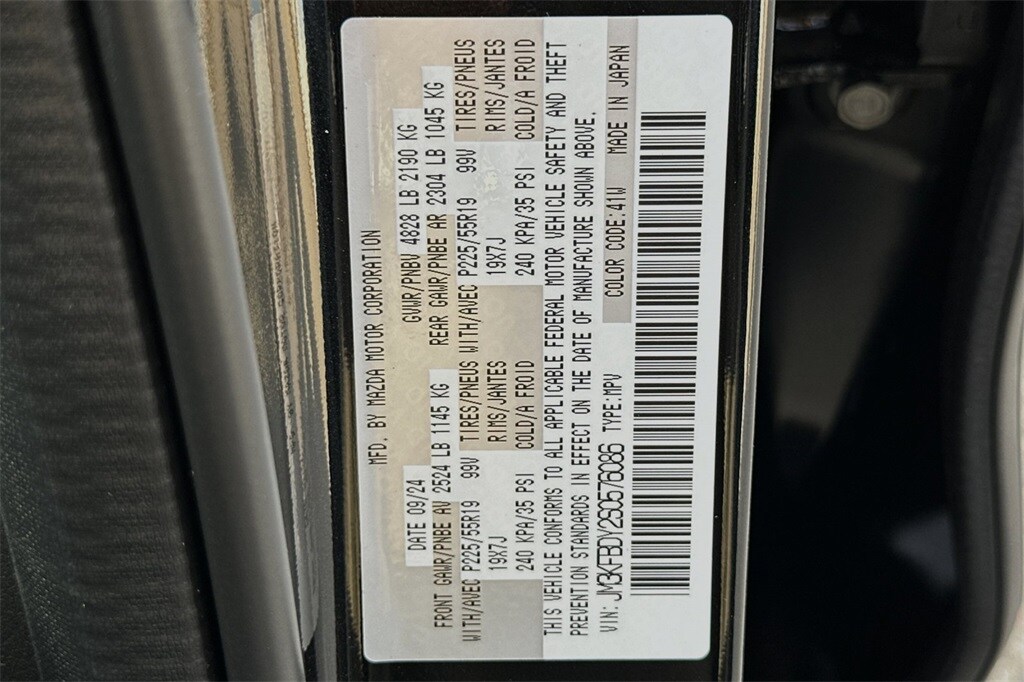 MFD. BY MAZDA MOTOR CORPORATION
DATE 09/24 GVWR/PNBV 4828 LB 2190 KG
FRONT GAWR/PNBE AV 2524 LB 1145 KG REAR GAWR/PNBE AR 2304 LB 1045 KG
WITH/AVEC P225/55R19 99V TIRES/PNEUS WITH/AVEC P225/55R19 99V TIRES/PNEUS
19X7J RIMS/JANTES 19X7J RIMS/JANTES
240 KPA/35 PSI COLD/A FROID 240 KPA/35 PSI COLD/A FROID
THIS VEHICLE CONFORMS TO ALL APPLICABLE FEDERAL MOTOR VEHICLE SAFETY AND THEFT
PREVENTION STANDARDS IN EFFECT ON THE DATE OF MANUFACTURE SHOWN ABOVE.
VIN: JM3KFBDY2S0576086 TYPE:MPV COLOR CODE:41W MADE IN JAPAN